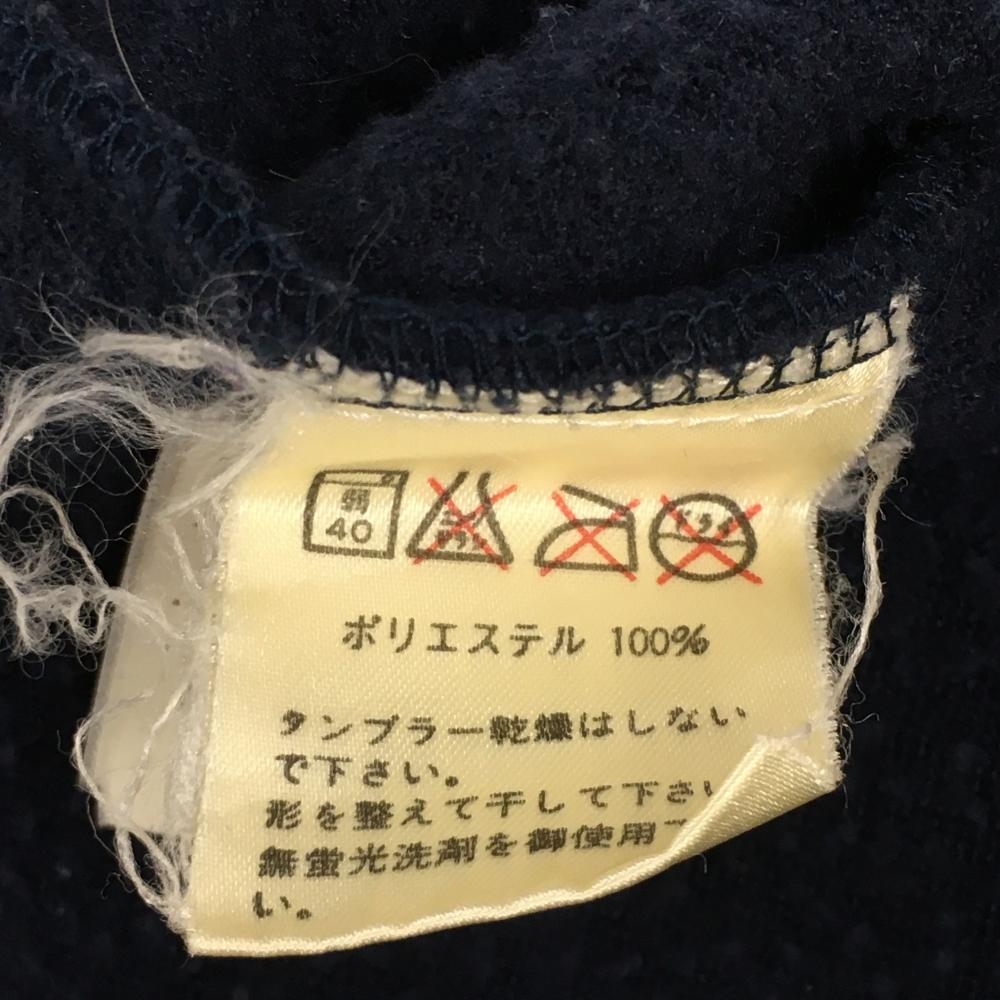 弱
40
ポリエステル 100%
タンブラー乾燥はしない
で下さい。
形を整えて干して下さい
無蛍光洗剤を御使用
い。